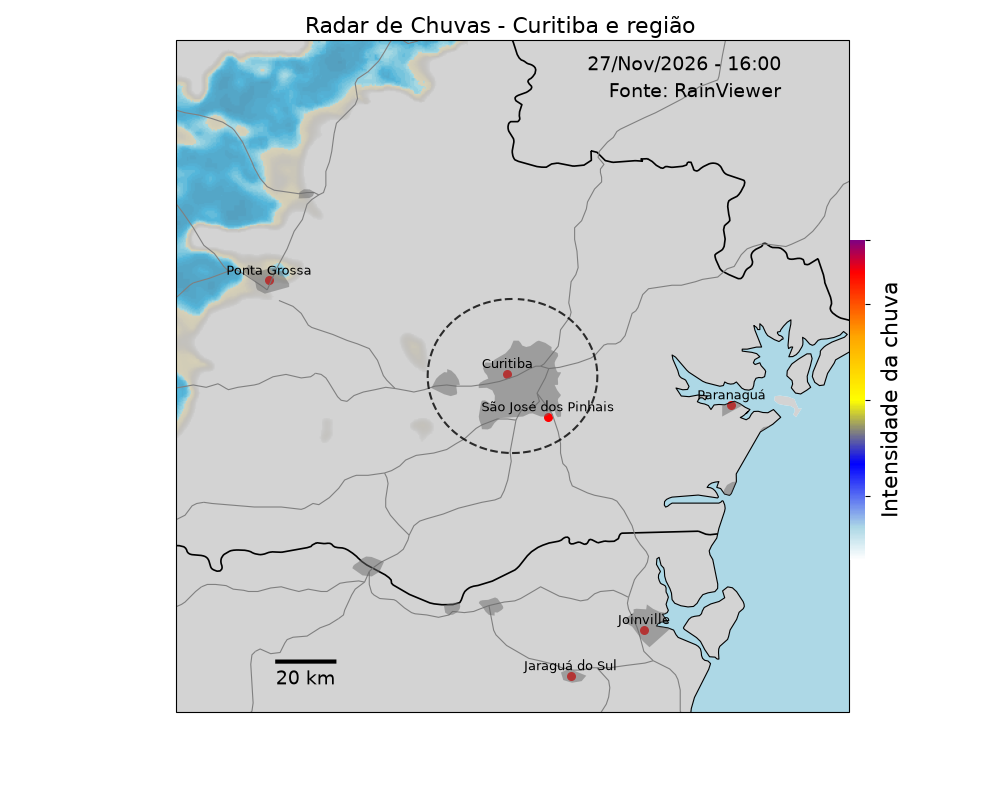 Radar de Chuvas - Curitiba e região
27/Nov/2026 - 16:00
Fonte: RainViewer
Ponta Grossa
Curitiba
São José dos Pinhais
Paranaguá
Intensidade da chuva
Joinville
Jaraguá do Sul
20 km